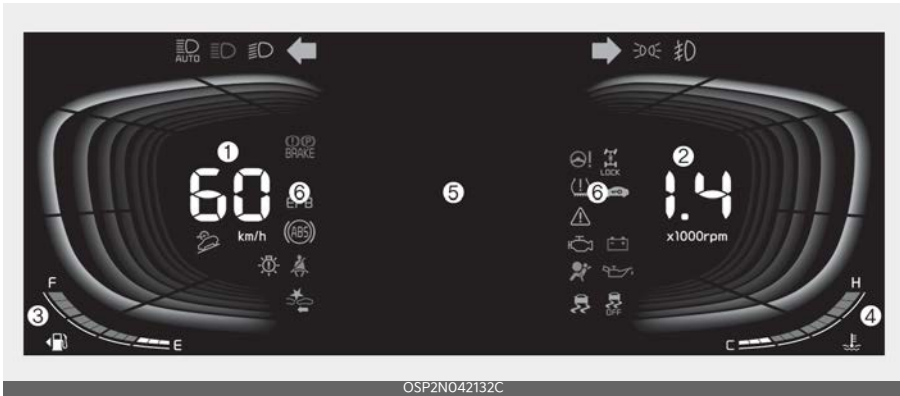 AUTO
① BRAKE ②
LOCK
60 1.4
⑥ ⑤ ⑥
EPB
km/h ABS x1000rpm
F H
③ OFF ④
E C
OSP2N042132C